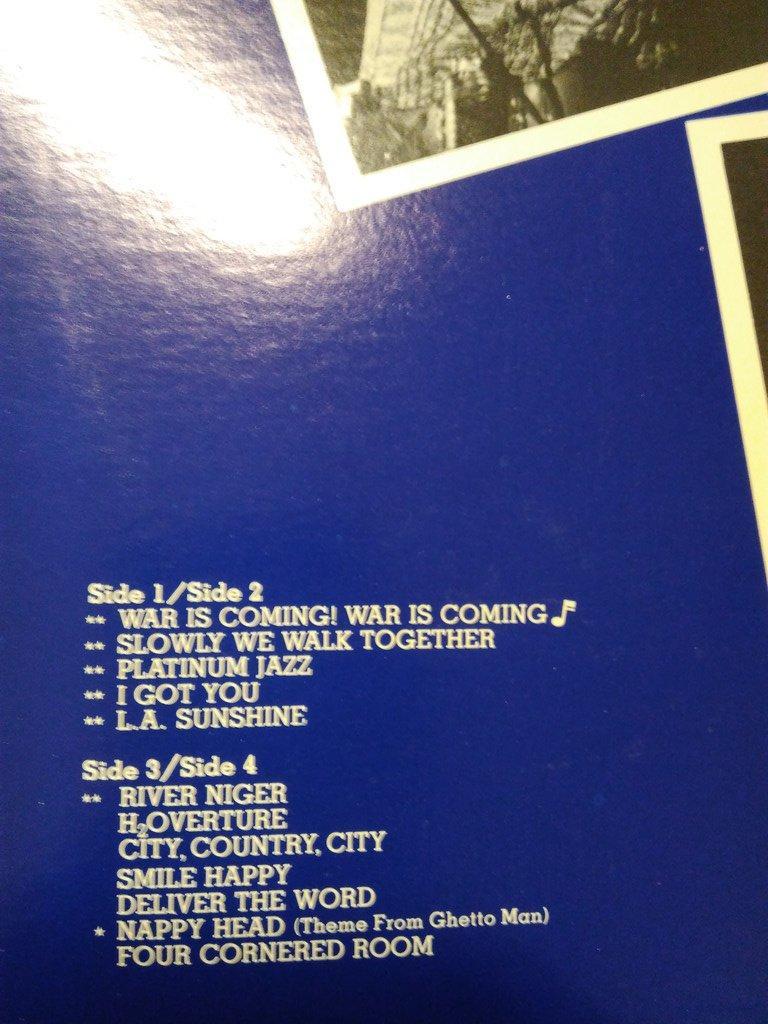 Side 1/Side 2
** WAR IS COMING! WAR IS COMING
** SLOWLY WE WALK TOGETHER
** PLATINUM JAZZ
** I GOT YOU
** L.A. SUNSHINE
Side 3/Side 4
** RIVER NIGER
H₂OVERTURE
CITY, COUNTRY, CITY
SMILE HAPPY
DELIVER THE WORD
* NAPPY HEAD (Theme From Ghetto Man)
FOUR CORNERED ROOM